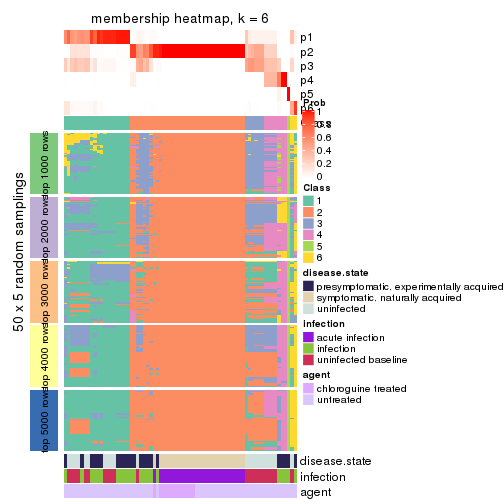 membership heatmap, k = 6
p1
p2
p3
p4
p5
Prob
1
0.8
0.6
0.4
0.2
0
Class
1
2
3
4
5
6
disease.state
presymptomatic. experimentally acquired
symptomatic. naturally acquired
uninfected
infection
acute infection
infection
uninfected baseline
agent
chloroguine treated
untreated
50 x 5 random samplings
top 1000 rows
top 2000 rows
top 3000 rows
top 4000 rows
top 5000 rows
disease.state
infection
agent